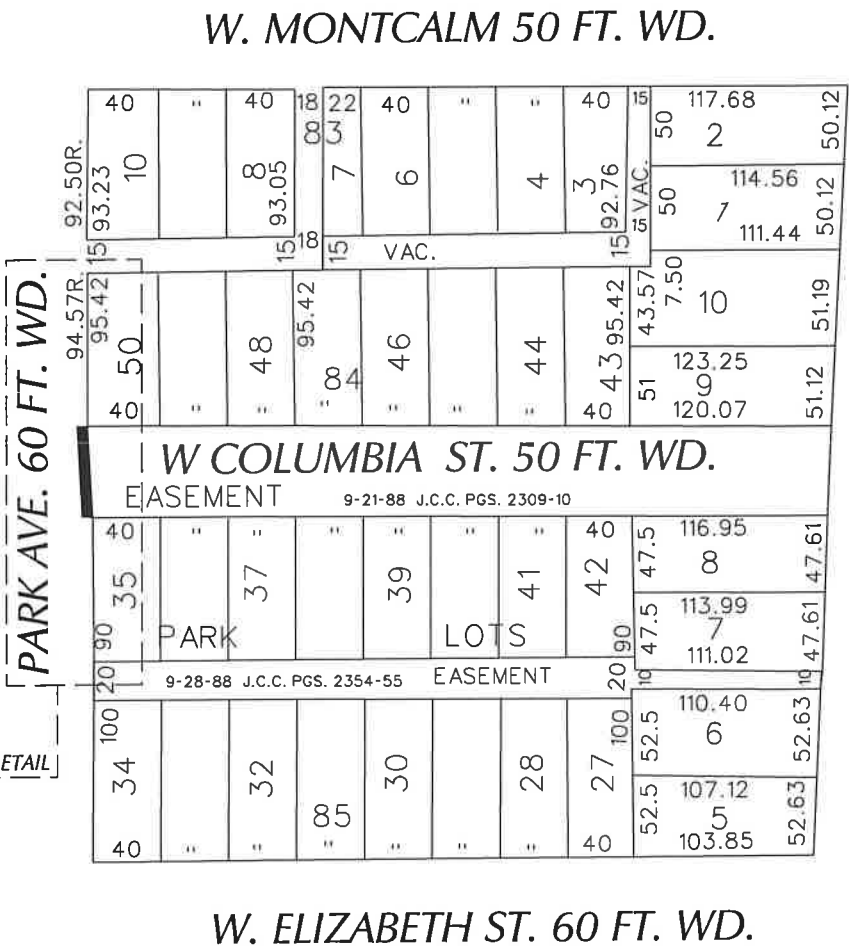 W. MONTCALM 50 FT. WD.
40 " 40 18 22 40 " " 40 15 117.68
83
50 2 50.12
92.50R. 93.23 10 8 93.05 7 6 4 3 92.76 15 VAC.
50 1 114.56 50.12
111.44
15 15 18 15 VAC. 15
PARK AVE. 60 FT. WD.
94.57R. 95.42 50 48 95.42 84 46 44 43 95.42
43.57 7.50 10 51.19
123.25
51 9 51.12
120.07
40 " " " " " " 40
W COLUMBIA ST. 50 FT. WD.
EASEMENT 9-21-88 J.C.C. PGS. 2309-10
40 " " " " " " 40
116.95
47.5 8 47.61
35 37 39 41 42
113.99
47.5 7 47.61
111.02
90 PARK LOTS 90
20 9-28-88 J.C.C. PGS. 2354-55 EASEMENT 20 10 10
110.40
52.5 6 52.63
100 34 32 30 28 27 100
ETAIL
85
107.12
52.5 5 52.63
103.85
40 " " " " " " 40
W. ELIZABETH ST. 60 FT. WD.